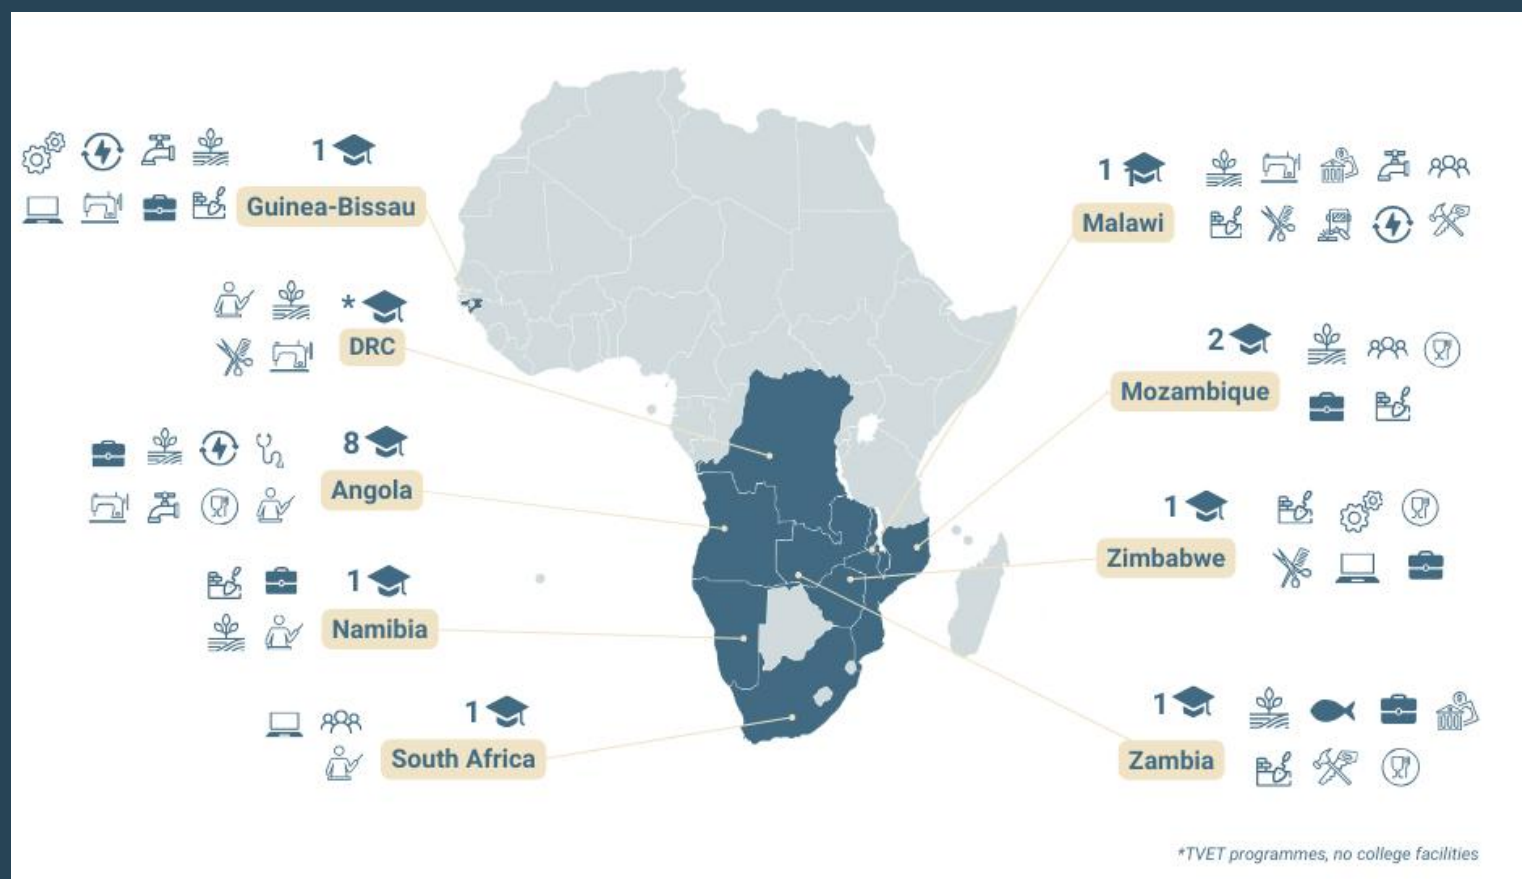 1
Guinea-Bissau
*
DRC
8
Angola
1
Namibia
1
South Africa
1
Malawi
2
Mozambique
1
Zimbabwe
1
Zambia
*TVET programmes, no college facilities